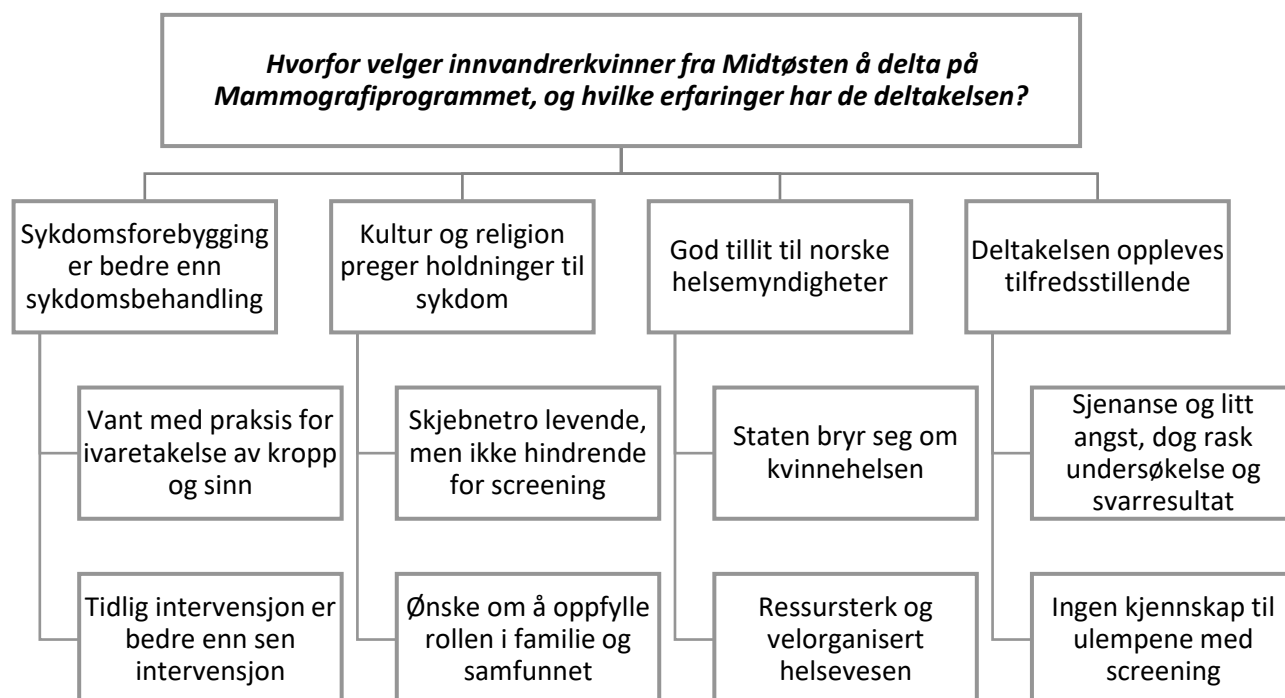 Hvorfor velger innvandrerkvinner fra Midtøsten å delta på
Mammografiprogrammet, og hvilke erfaringer har de deltakelsen?
Sykdomsforebygging
er bedre enn
sykdomsbehandling
Kultur og religion
preger holdninger til
sykdom
God tillit til norske
helsemyndigheter
Deltakelsen oppleves
tilfredsstillende
Vant med praksis for
ivaretakelse av kropp
og sinn
Skjebnetro levende,
men ikke hindrende
for screening
Staten bryr seg om
kvinnehelsen
Sjenanse og litt
angst, dog rask
undersøkelse og
svarresultat
Tidlig intervensjon er
bedre enn sen
intervensjon
Ønske om å oppfylle
rollen i familie og
samfunnet
Ressursterk og
velorganisert
helsevesen
Ingen kjennskap til
ulempene med
screening